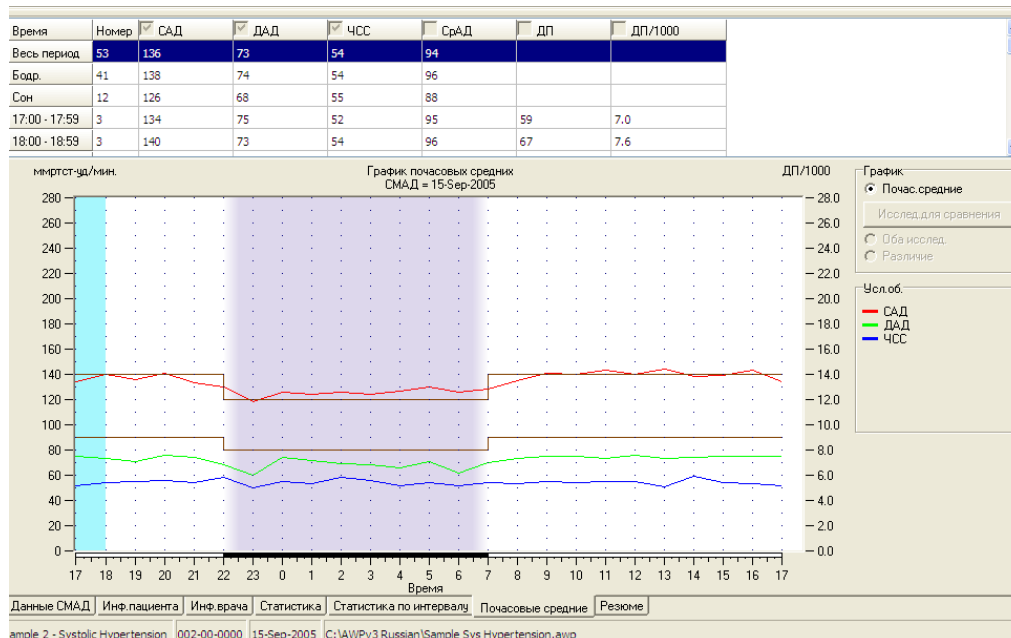 Время Номер САД ДАД ЧСС СрАД ДП ДП/1000
Весь период 53 136 73 54 94
Бодр. 41 138 74 54 96
Сон 12 126 68 55 88
17:00 - 17:59 3 134 75 52 95 59 7.0
18:00 - 18:59 3 140 73 54 96 67 7.6
ммртст-уд/мин. График почасовых средних ДП/1000
СМАД = 15-Sep-2005
280 28.0
260 26.0
240 24.0
220 22.0
200 20.0
180 18.0
160 16.0
140 14.0
120 12.0
100 10.0
80 8.0
60 6.0
40 4.0
20 2.0
0 0.0
17 18 19 20 21 22 23 0 1 2 3 4 5 6 7 8 9 10 11 12 13 14 15 16 17
Время
График
Почас.средние
Исслед.для сравнения
Оба исслед.
Различие
Усл.об.
САД
ДАД
ЧСС
Данные СМАД Инф.пациента Инф.врача Статистика Статистика по интервалу Почасовые средние Резюме
ample 2 - Systolic Hypertension 002-00-0000 15-Sep-2005 C:\AWPv3 Russian\Sample Sys Hypertension.awp